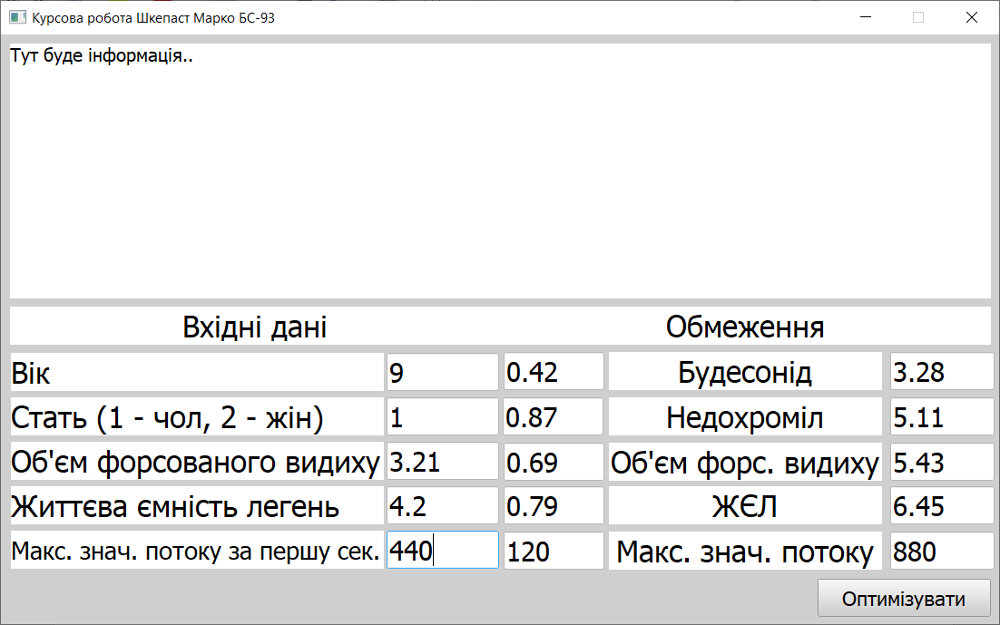 Курсова робота Шкепаст Марко БС-93
Тут буде інформація..
Вхідні дані Обмеження
Вік 9 0.42 Будесонід 3.28
Стать (1 - чол, 2 - жін) 1 0.87 Недохроміл 5.11
Об'єм форсованого видиху 3.21 0.69 Об'єм форс. видиху 5.43
Життєва ємність легень 4.2 0.79 ЖЄЛ 6.45
Макс. знач. потоку за першу сек. 440 120 Макс. знач. потоку 880
Оптимізувати